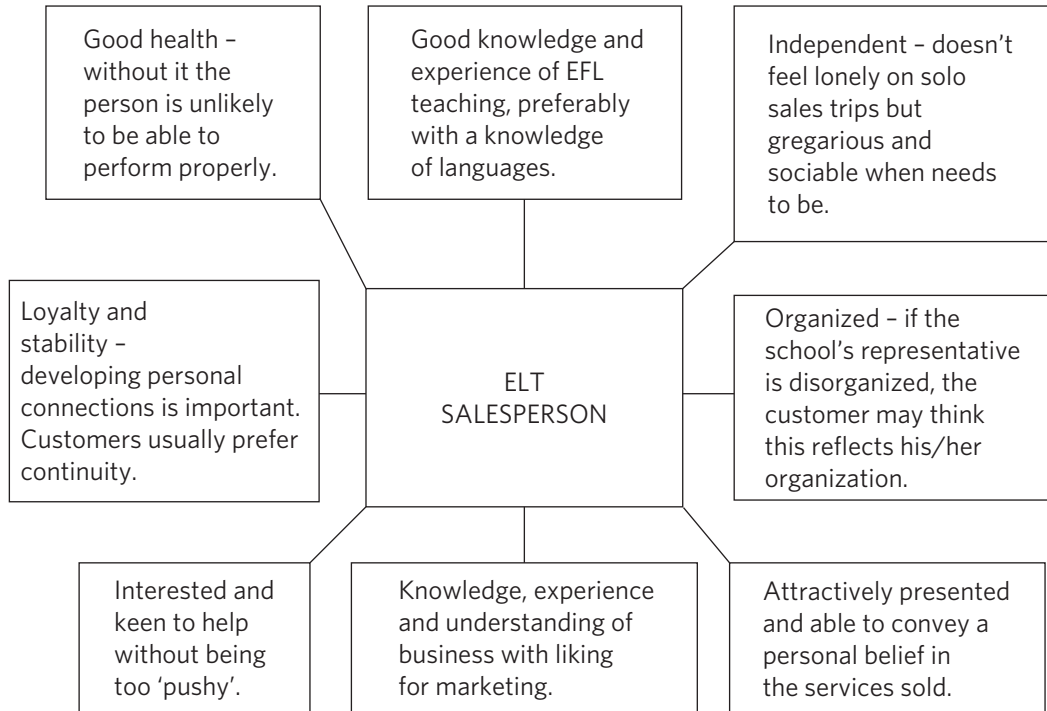 Good health –
without it the
person is unlikely
to be able to
perform properly.
Good knowledge and
experience of EFL
teaching, preferably
with a knowledge
of languages.
Independent – doesn’t
feel lonely on solo
sales trips but
gregarious and
sociable when needs
to be.
Loyalty and
stability –
developing personal
connections is important.
Customers usually prefer
continuity.
ELT
SALESPERSON
Organized – if the
school’s representative
is disorganized, the
customer may think
this reflects his/her
organization.
Interested and
keen to help
without being
too ‘pushy’.
Knowledge, experience
and understanding of
business with liking
for marketing.
Attractively presented
and able to convey a
personal belief in
the services sold.